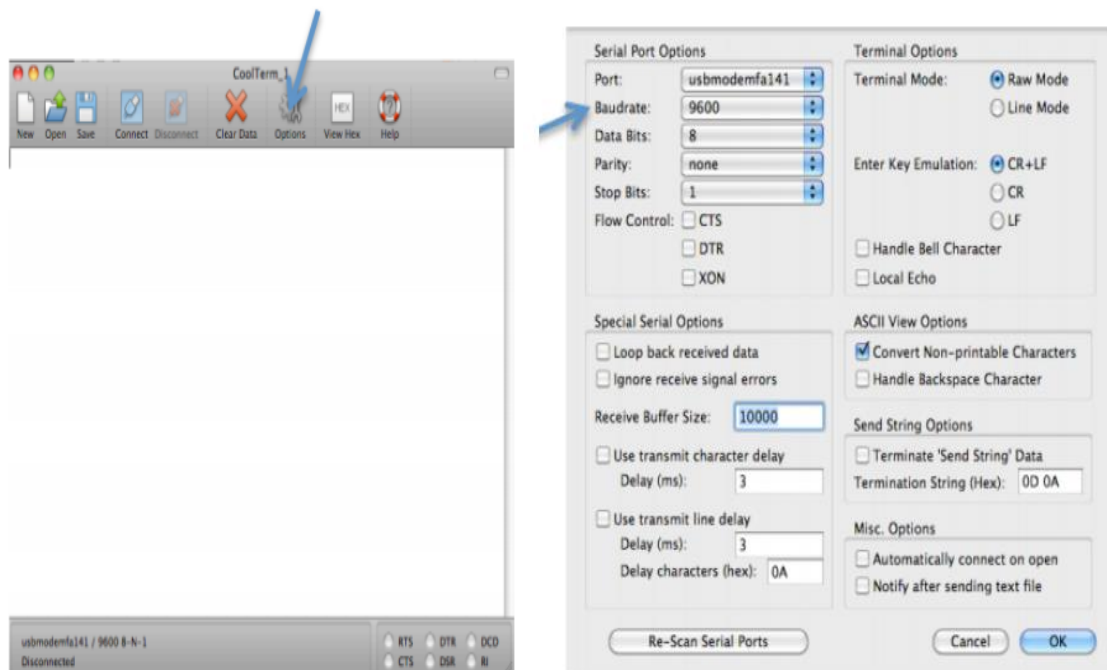 CoolTerm_1
New Open Save Connect Disconnect Clear Data Options View Hex Help
HEX
usbmodemfa141 / 9600 8-N-1
Disconnected
RTS DTR DCD
CTS DSR RI
Serial Port Options
Port: usbmodemfa141
Baudrate: 9600
Data Bits: 8
Parity: none
Stop Bits: 1
Flow Control: CTS
DTR
XON
Terminal Options
Terminal Mode: Raw Mode
Line Mode
Enter Key Emulation: CR+LF
CR
LF
Handle Bell Character
Local Echo
Special Serial Options
Loop back received data
Ignore receive signal errors
Receive Buffer Size: 10000
Use transmit character delay
Delay (ms): 3
Use transmit line delay
Delay (ms): 3
Delay characters (hex): 0A
ASCII View Options
Convert Non-printable Characters
Handle Backspace Character
Send String Options
Terminate 'Send String' Data
Termination String (Hex): 0D 0A
Misc. Options
Automatically connect on open
Notify after sending text file
Re-Scan Serial Ports
Cancel OK